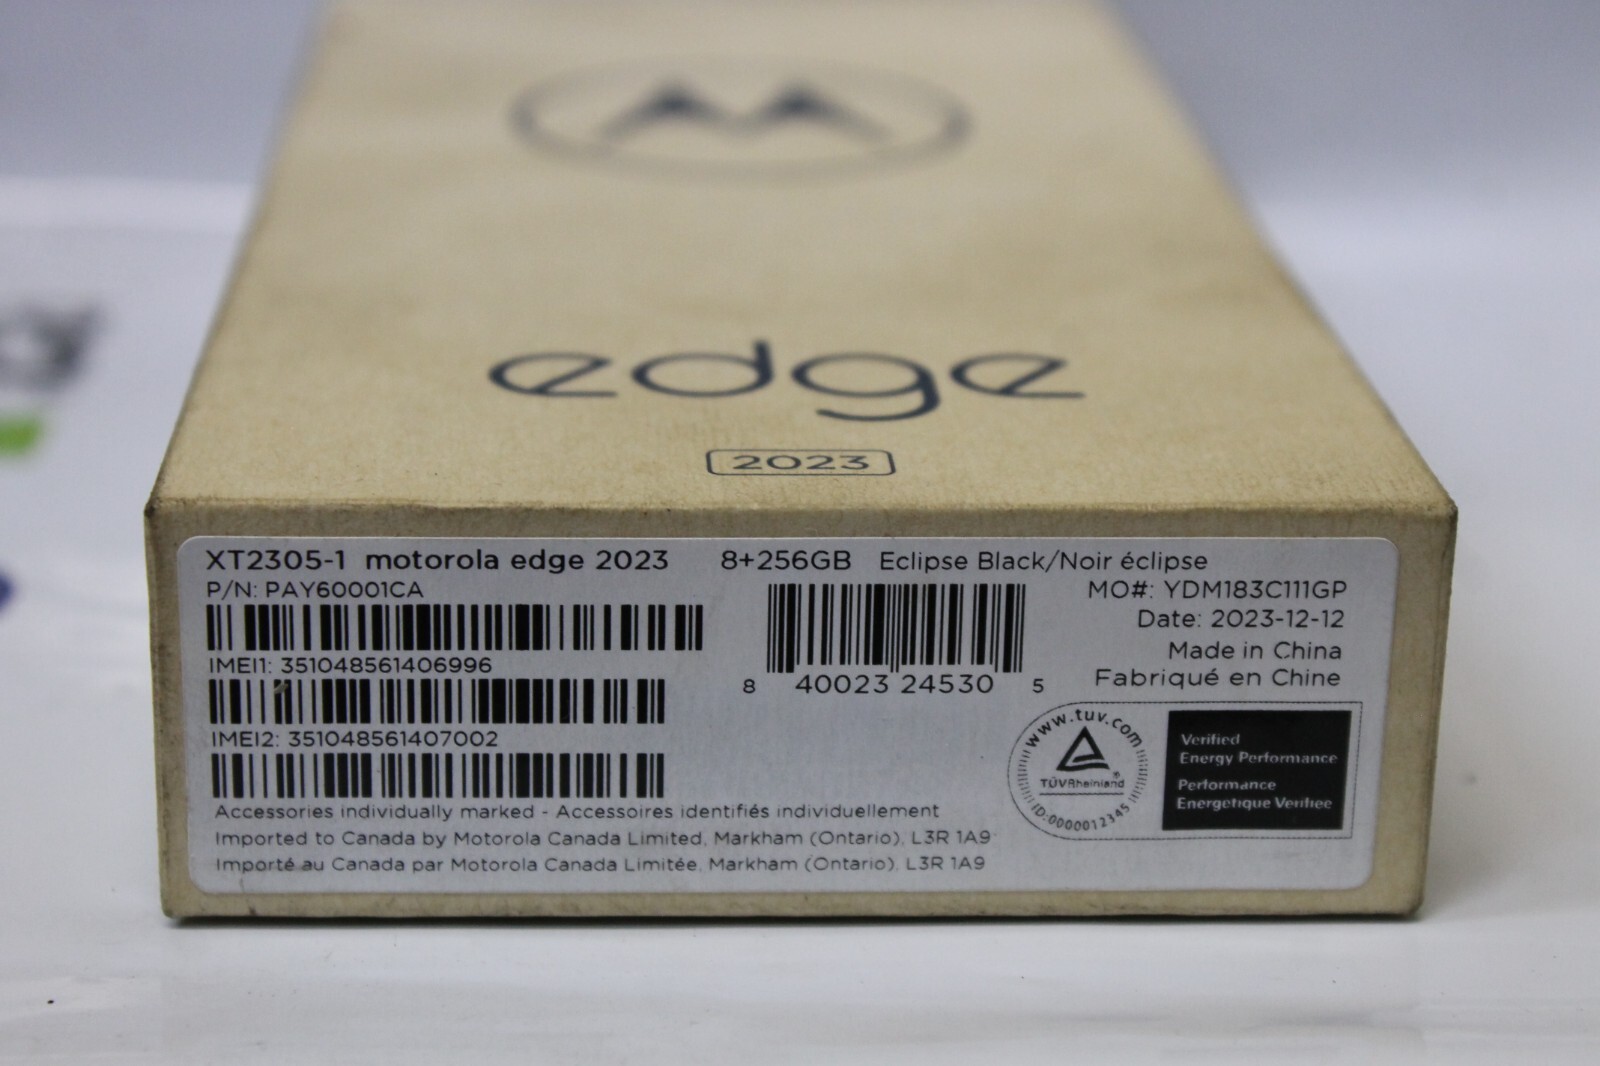 edge
2023
XT2305-1 motorola edge 2023 8+256GB Eclipse Black/Noir éclipse
P/N: PAY60001CA
MO#: YDM183C111GP
Date: 2023-12-12
Made in China
Fabriqué en Chine
IMEI1: 351048561406996
8 40023 24530 5
IMEI2: 351048561407002
www.tuv.com
TÜVRheinland®
ID:0000012345
Verified
Energy Performance
Performance
Energetique Verifiee
Accessories individually marked - Accessoires identifiés individuellement
Imported to Canada by Motorola Canada Limited, Markham (Ontario), L3R 1A9
Importé au Canada par Motorola Canada Limitée, Markham (Ontario), L3R 1A9